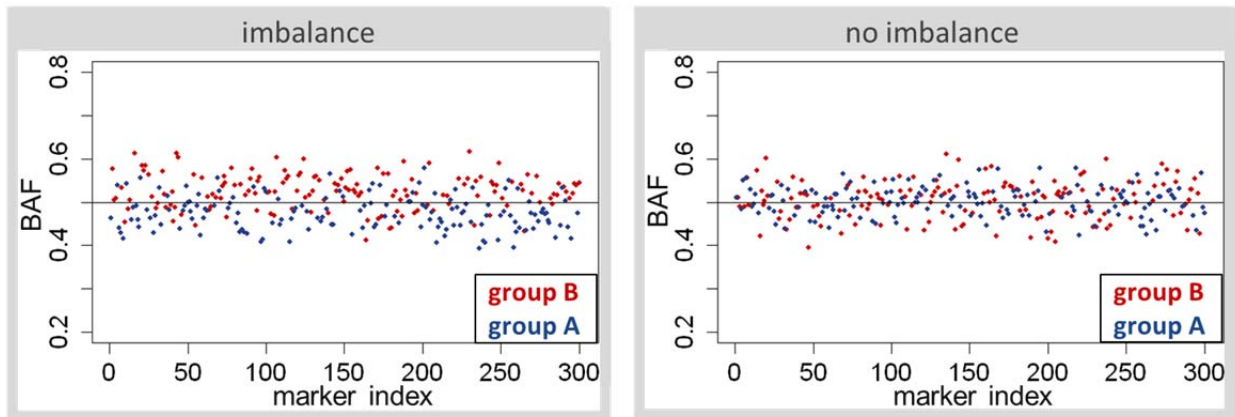 imbalance
0.8
0.6
0.4
0.2
BAF
group B
group A
0 50 100 150 200 250 300
marker index
no imbalance
0.8
0.6
0.4
0.2
BAF
group B
group A
0 50 100 150 200 250 300
marker index